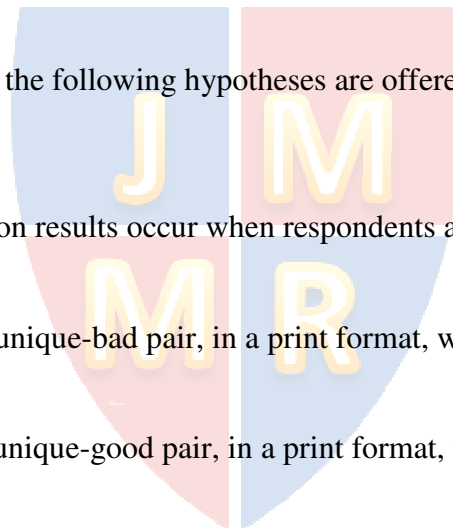 the following hypotheses are offere
J M
on results occur when respondents a
M R
unique-bad pair, in a print format, w
unique-good pair, in a print format,